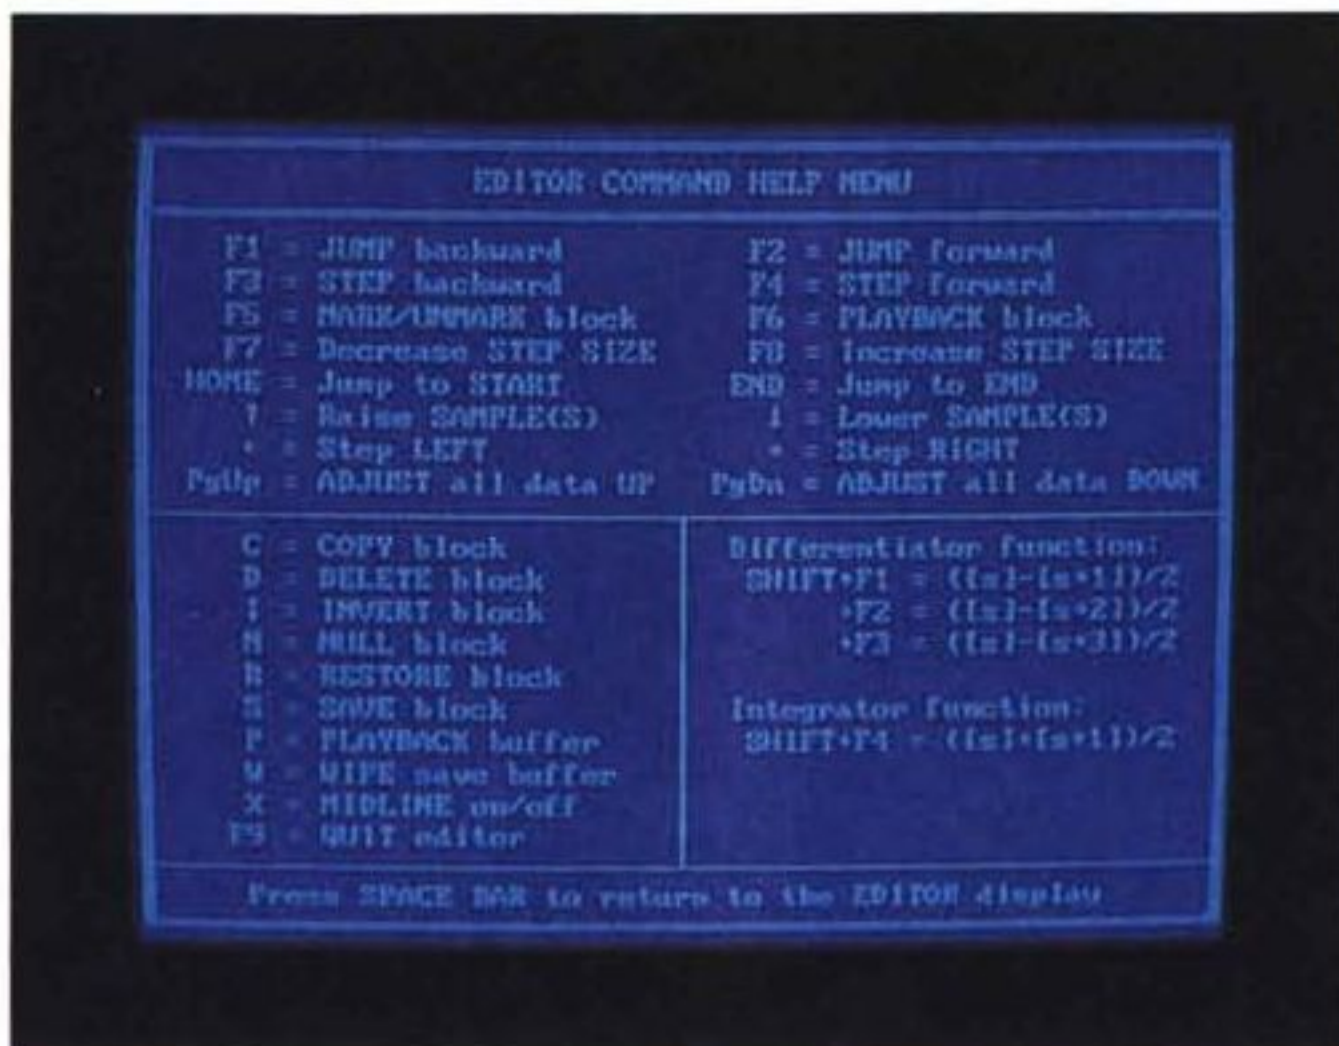 EDITOR COMMAND HELP MENU
F1 = JUMP backward F2 = JUMP forward
F3 = STEP backward F4 = STEP forward
F5 = MARK/UNMARK block F6 = PLAYBACK block
F7 = Decrease STEP SIZE F8 = Increase STEP SIZE
HOME = Jump to START END = Jump to END
↑ = Raise SAMPLE(S) ↓ = Lower SAMPLE(S)
= Step LEFT = Step RIGHT
PgUp = ADJUST all data UP PgDn = ADJUST all data DOWN
C = COPY block
D = DELETE block
I = INVERT block
N = NULL block
R = RESTORE block
S = SAVE block
P = PLAYBACK buffer
W = WIPE save buffer
X = MIDLINE on/off
F9 = QUIT editor
Differentiator function:
SHIFT+F1 = ([s]-[s+1])/2
+F2 = ([s]-[s+2])/2
+F3 = ([s]-[s+3])/2
Integrator function:
SHIFT+F4 = ([s]+[s+1])/2
Press SPACE BAR to return to the EDITOR display